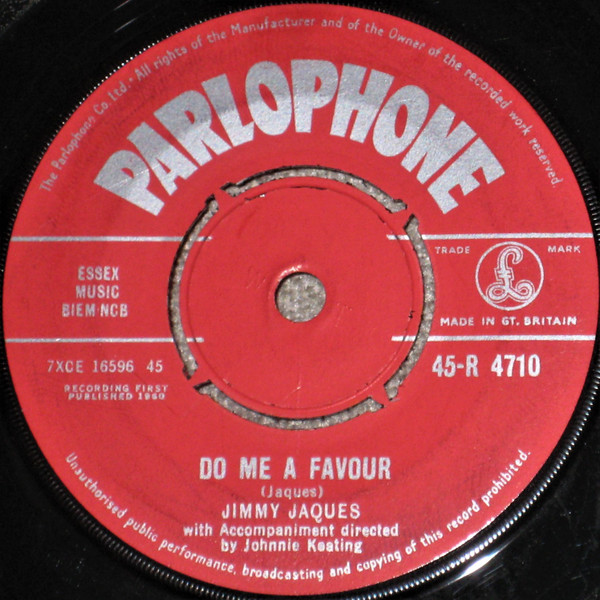 The Parlophone Co. Ltd. · All rights of the Manufacturer and of the Owner of the recorded work reserved.
PARLOPHONE
ESSEX
MUSIC
BIEM-NCB
TRADE MARK
£
MADE IN GT. BRITAIN
7XCE 16596 45
45-R 4710
RECORDING FIRST
PUBLISHED 1960
DO ME A FAVOUR
(Jaques)
JIMMY JAQUES
with Accompaniment directed
by Johnnie Keating
Unauthorised public performance, broadcasting and copying of this record prohibited.